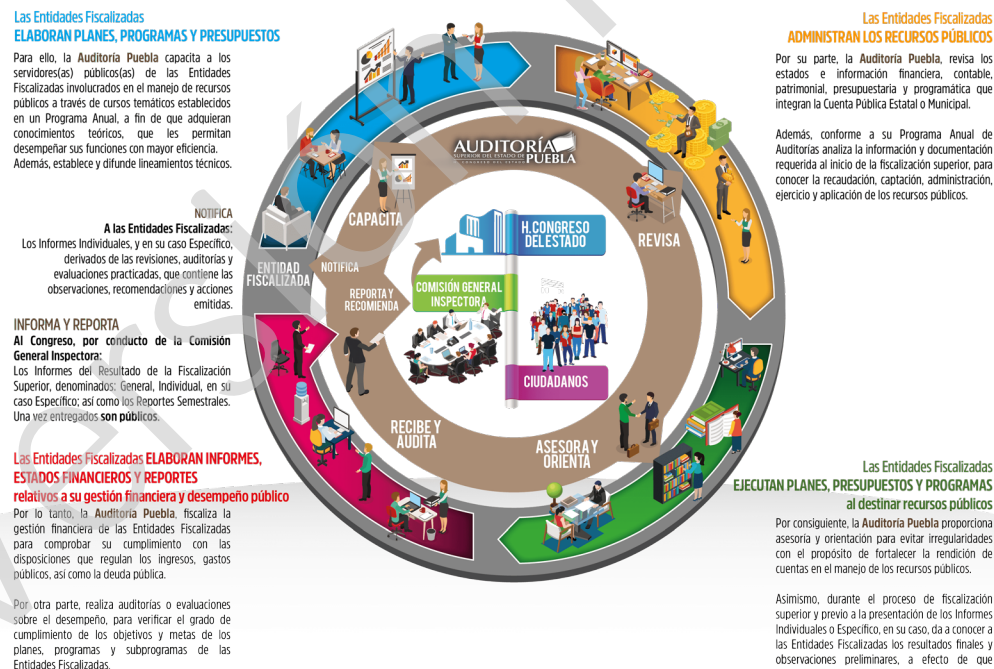 Las Entidades Fiscalizadas
ELABORAN PLANES, PROGRAMAS Y PRESUPUESTOS
Para ello, la Auditoría Puebla capacita a los
servidores(as) públicos(as) de las Entidades
Fiscalizadas involucrados en el manejo de recursos
públicos a través de cursos temáticos establecidos
en un Programa Anual, a fin de que adquieran
conocimientos teóricos, que les permitan
desempeñar sus funciones con mayor eficiencia.
Además, establece y difunde lineamientos técnicos.
NOTIFICA
A las Entidades Fiscalizadas:
Los Informes Individuales, y en su caso Específico,
derivados de las revisiones, auditorías y
evaluaciones practicadas, que contiene las
observaciones, recomendaciones y acciones
emitidas.
INFORMA Y REPORTA
Al Congreso, por conducto de la Comisión
General Inspectora:
Los Informes del Resultado de la Fiscalización
Superior, denominados: General, Individual, en su
caso Específico; así como los Reportes Semestrales.
Una vez entregados son públicos.
Las Entidades Fiscalizadas ELABORAN INFORMES,
ESTADOS FINANCIEROS Y REPORTES
relativos a su gestión financiera y desempeño público
Por lo tanto, la Auditoría Puebla, fiscaliza la
gestión financiera de las Entidades Fiscalizadas
para comprobar su cumplimiento con las
disposiciones que regulan los ingresos, gastos
públicos, así como la deuda pública.
Por otra parte, realiza auditorías o evaluaciones
sobre el desempeño, para verificar el grado de
cumplimiento de los objetivos y metas de los
planes, programas y subprogramas de las
Entidades Fiscalizadas.
AUDITORÍA
SUPERIOR DEL ESTADO DE PUEBLA
CAPACITA
REVISA
ENTIDAD
FISCALIZADA
NOTIFICA
REPORTA Y
RECOMIENDA
H. CONGRESO
DEL ESTADO
COMISIÓN GENERAL
INSPECTORA
CIUDADANOS
RECIBE Y
AUDITA
ASESORA Y
ORIENTA
Las Entidades Fiscalizadas
ADMINISTRAN LOS RECURSOS PÚBLICOS
Por su parte, la Auditoría Puebla, revisa los
estados e información financiera, contable,
patrimonial, presupuestaria y programática que
integran la Cuenta Pública Estatal o Municipal.
Además, conforme a su Programa Anual de
Auditorías analiza la información y documentación
requerida al inicio de la fiscalización superior, para
conocer la recaudación, captación, administración,
ejercicio y aplicación de los recursos públicos.
Las Entidades Fiscalizadas
EJECUTAN PLANES, PRESUPUESTOS Y PROGRAMAS
al destinar recursos públicos
Por consiguiente, la Auditoría Puebla proporciona
asesoría y orientación para evitar irregularidades
con el propósito de fortalecer la rendición de
cuentas en el manejo de los recursos públicos.
Asimismo, durante el proceso de fiscalización
superior y previo a la presentación de los Informes
Individuales o Específico, en su caso, da a conocer a
las Entidades Fiscalizadas los resultados finales y
observaciones preliminares, a efecto de que